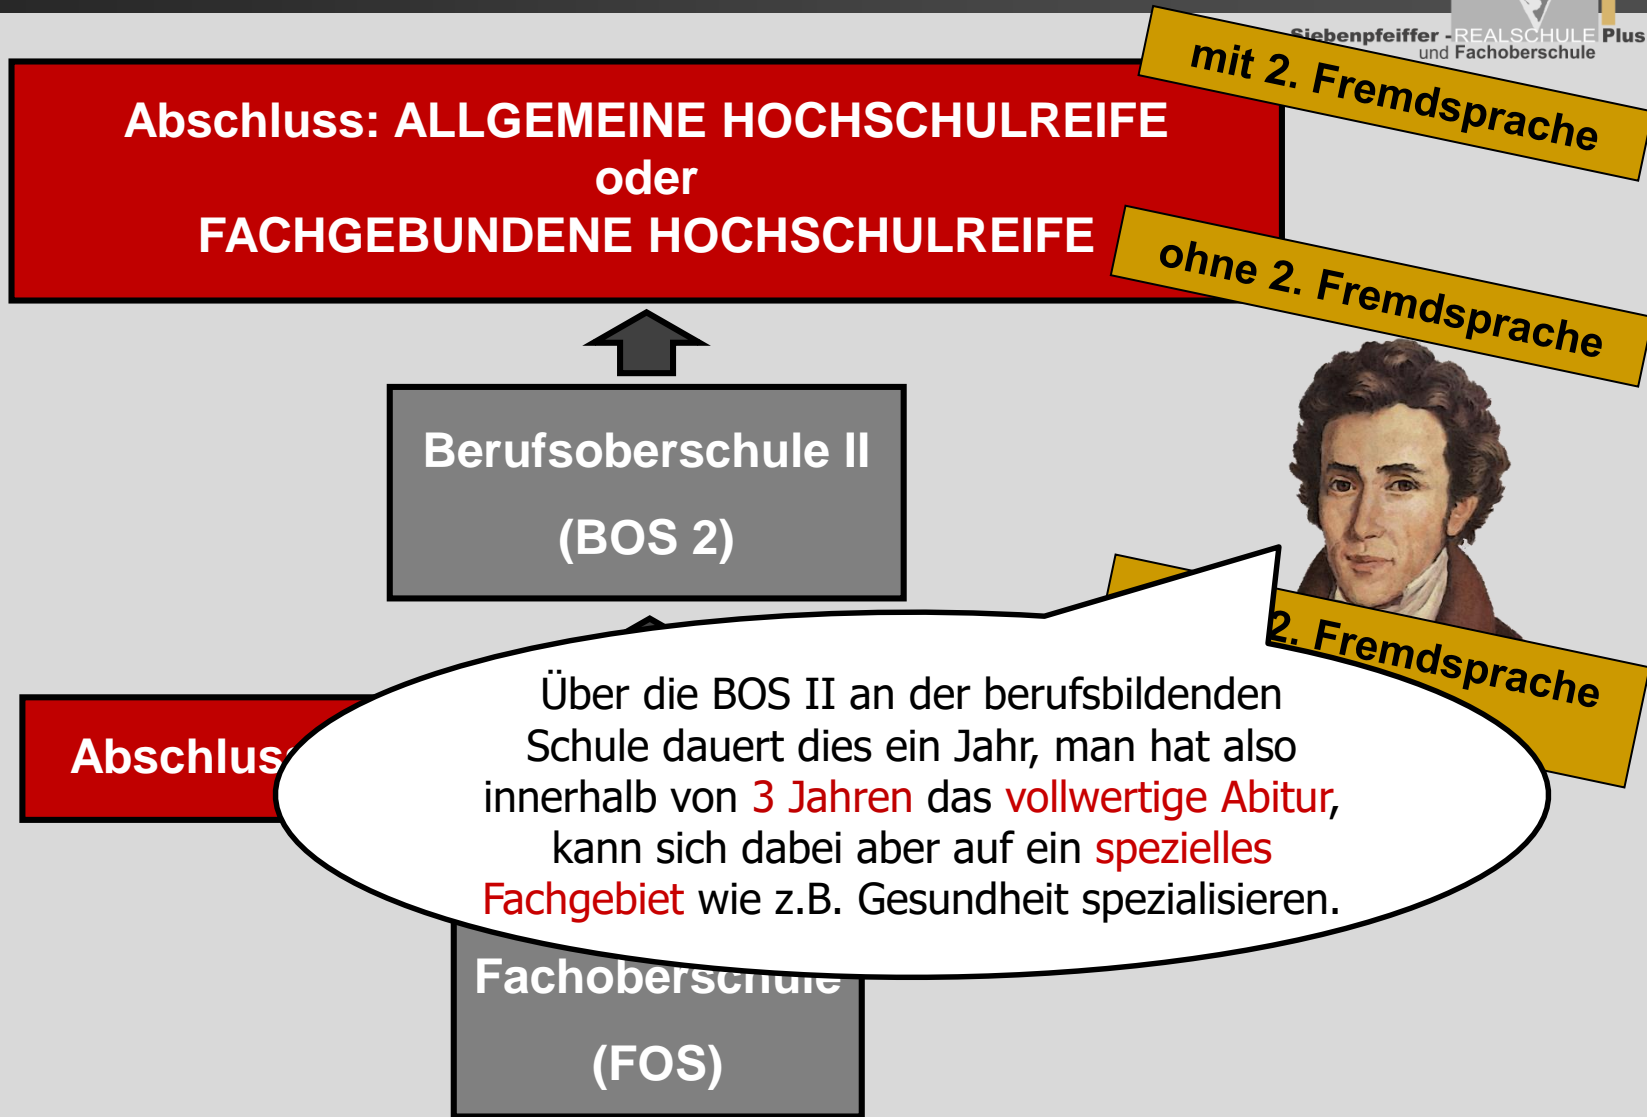 Siebenpfeiffer - REALSCHULE Plus
und Fachoberschule
mit 2. Fremdsprache
Abschluss: ALLGEMEINE HOCHSCHULREIFE
oder
FACHGEBUNDENE HOCHSCHULREIFE
ohne 2. Fremdsprache
Berufsoberschule II
(BOS 2)
2. Fremdsprache
Über die BOS II an der berufsbildenden
Schule dauert dies ein Jahr, man hat also
innerhalb von 3 Jahren das vollwertige Abitur,
kann sich dabei aber auf ein spezielles
Fachgebiet wie z.B. Gesundheit spezialisieren.
Abschlus
Fachoberschule
(FOS)